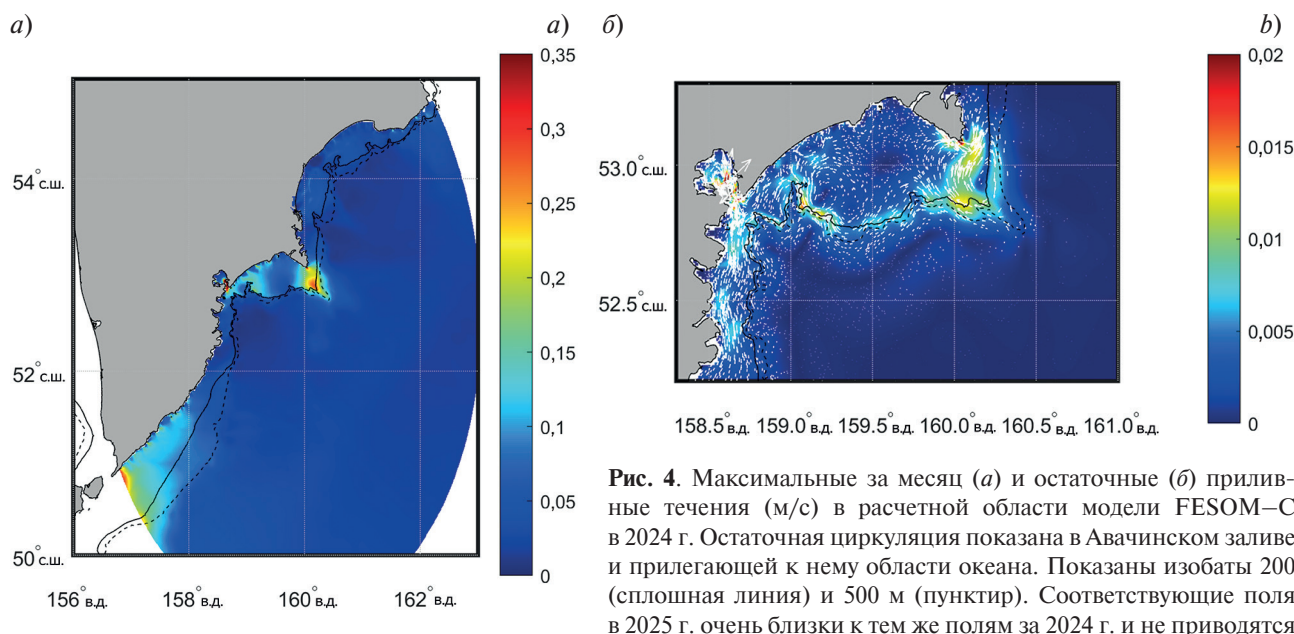 а)
a)
0,35
0,3
0,25
0,2
0,15
0,1
0,05
0
54° с.ш.
52° с.ш.
50° с.ш.
156° в.д. 158° в.д. 160° в.д. 162° в.д.
б)
b)
0,02
0,015
0,01
0,005
0
53.0° с.ш.
52.5° с.ш.
158.5° в.д. 159.0° в.д. 159.5° в.д. 160.0° в.д. 160.5° в.д. 161.0° в.д.
Рис. 4. Максимальные за месяц (а) и остаточные (б) прилив-
ные течения (м/с) в расчетной области модели FESOM–C
в 2024 г. Остаточная циркуляция показана в Авачинском заливе
и прилегающей к нему области океана. Показаны изобаты 200
(сплошная линия) и 500 м (пунктир). Соответствующие поля
в 2025 г. очень близки к тем же полям за 2024 г. и не приводятся